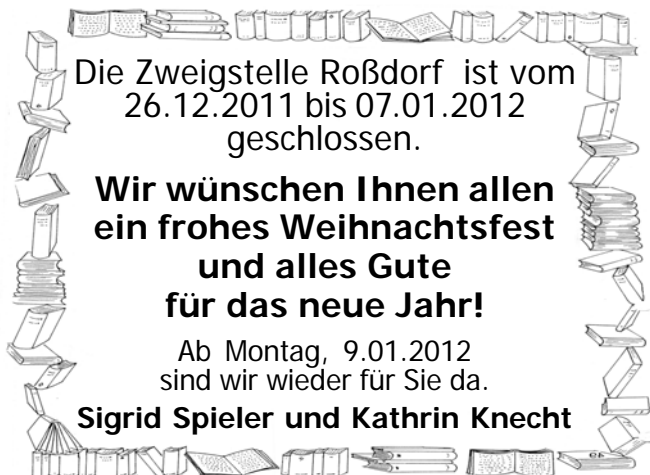 Die Zweigstelle Roßdorf ist vom
26.12.2011 bis 07.01.2012
geschlossen.
Wir wünschen Ihnen allen
ein frohes Weihnachtsfest
und alles Gute
für das neue Jahr!
Ab Montag, 9.01.2012
sind wir wieder für Sie da.
Sigrid Spieler und Kathrin Knecht